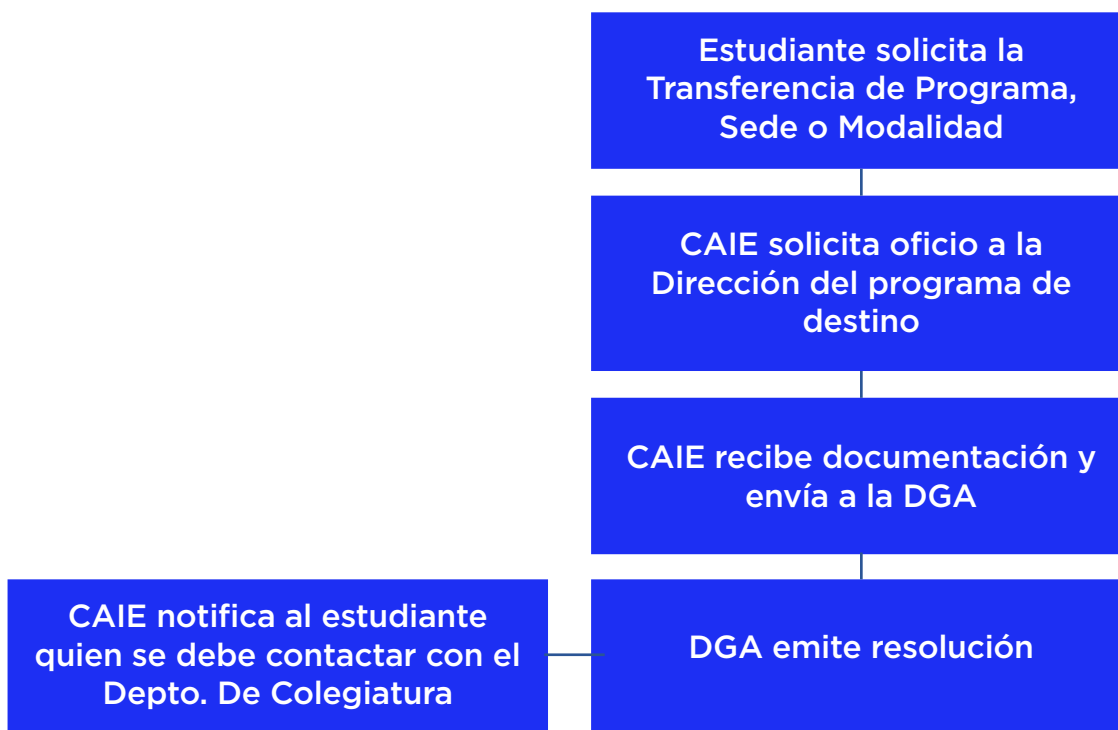 Estudiante solicita la
Transferencia de Programa,
Sede o Modalidad
CAIE solicita oficio a la
Dirección del programa de
destino
CAIE recibe documentación y
envía a la DGA
DGA emite resolución
CAIE notifica al estudiante
quien se debe contactar con el
Depto. De Colegiatura